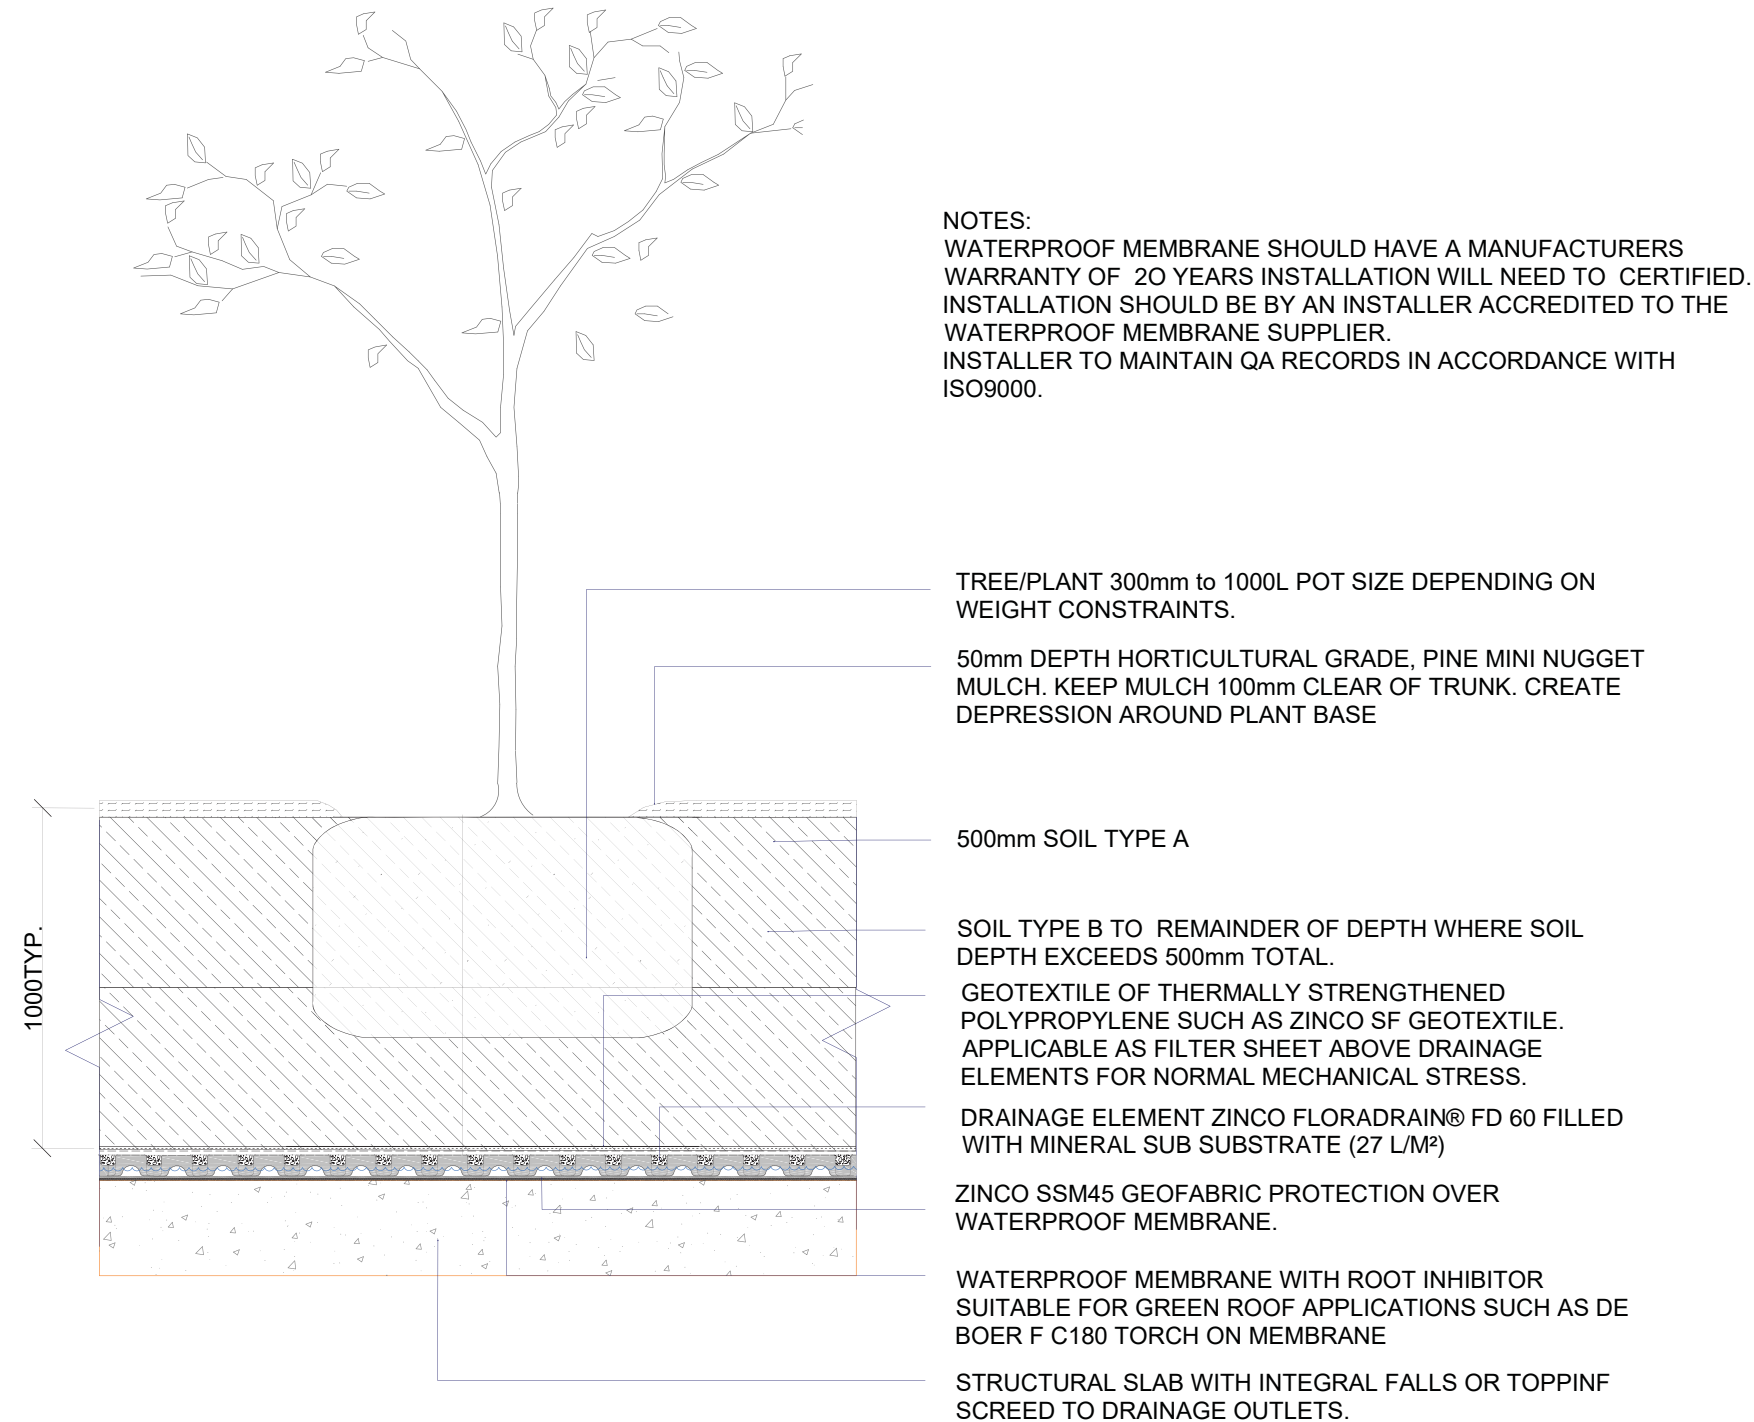 NOTES:
WATERPROOF MEMBRANE SHOULD HAVE A MANUFACTURERS
WARRANTY OF 2O YEARS INSTALLATION WILL NEED TO CERTIFIED.
INSTALLATION SHOULD BE BY AN INSTALLER ACCREDITED TO THE
WATERPROOF MEMBRANE SUPPLIER.
INSTALLER TO MAINTAIN QA RECORDS IN ACCORDANCE WITH
ISO9000.
TREE/PLANT 300mm to 1000L POT SIZE DEPENDING ON
WEIGHT CONSTRAINTS.
50mm DEPTH HORTICULTURAL GRADE, PINE MINI NUGGET
MULCH. KEEP MULCH 100mm CLEAR OF TRUNK. CREATE
DEPRESSION AROUND PLANT BASE
500mm SOIL TYPE A
SOIL TYPE B TO REMAINDER OF DEPTH WHERE SOIL
DEPTH EXCEEDS 500mm TOTAL.
GEOTEXTILE OF THERMALLY STRENGTHENED
POLYPROPYLENE SUCH AS ZINCO SF GEOTEXTILE.
APPLICABLE AS FILTER SHEET ABOVE DRAINAGE
ELEMENTS FOR NORMAL MECHANICAL STRESS.
DRAINAGE ELEMENT ZINCO FLORADRAIN® FD 60 FILLED
WITH MINERAL SUB SUBSTRATE (27 L/M²)
ZINCO SSM45 GEOFABRIC PROTECTION OVER
WATERPROOF MEMBRANE.
WATERPROOF MEMBRANE WITH ROOT INHIBITOR
SUITABLE FOR GREEN ROOF APPLICATIONS SUCH AS DE
BOER F C180 TORCH ON MEMBRANE
STRUCTURAL SLAB WITH INTEGRAL FALLS OR TOPPINF
SCREED TO DRAINAGE OUTLETS.
1000TYP.